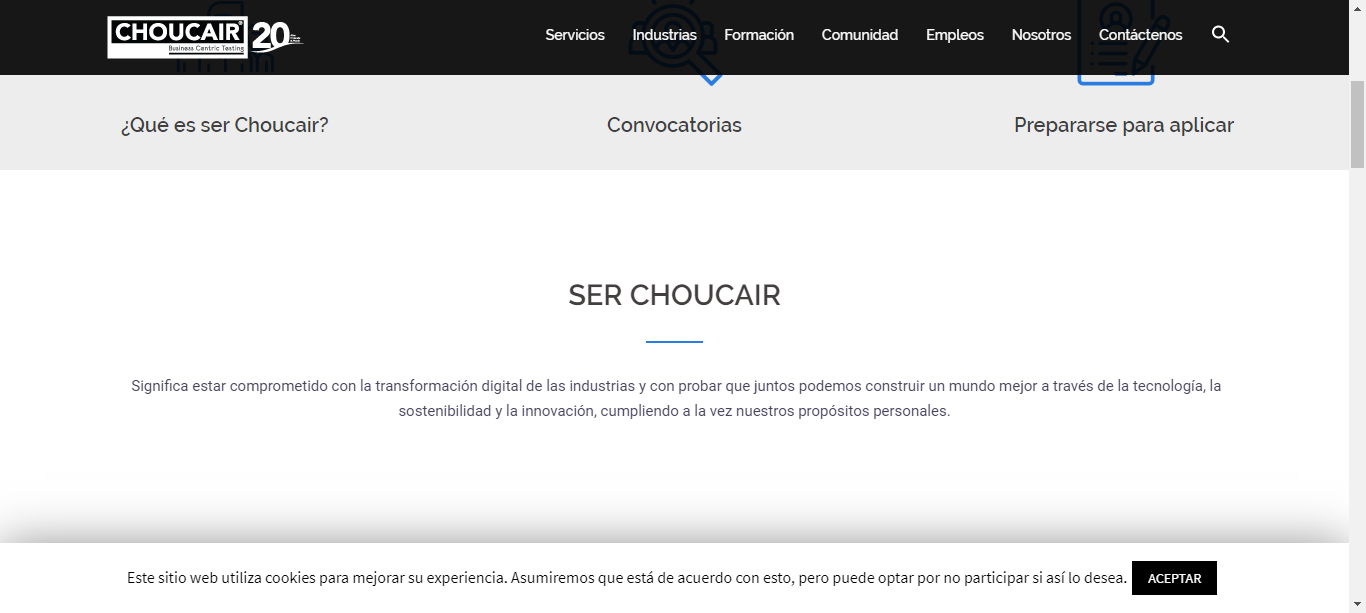 CHOUCAIR®
Business Centric Testing
20
Servicios Industrias Formación Comunidad Empleos Nosotros Contáctenos
¿Qué es ser Choucair? Convocatorias Prepararse para aplicar
SER CHOUCAIR
Significa estar comprometido con la transformación digital de las industrias y con probar que juntos podemos construir un mundo mejor a través de la tecnología, la
sostenibilidad y la innovación, cumpliendo a la vez nuestros propósitos personales.
Este sitio web utiliza cookies para mejorar su experiencia. Asumiremos que está de acuerdo con esto, pero puede optar por no participar si así lo desea. ACEPTAR